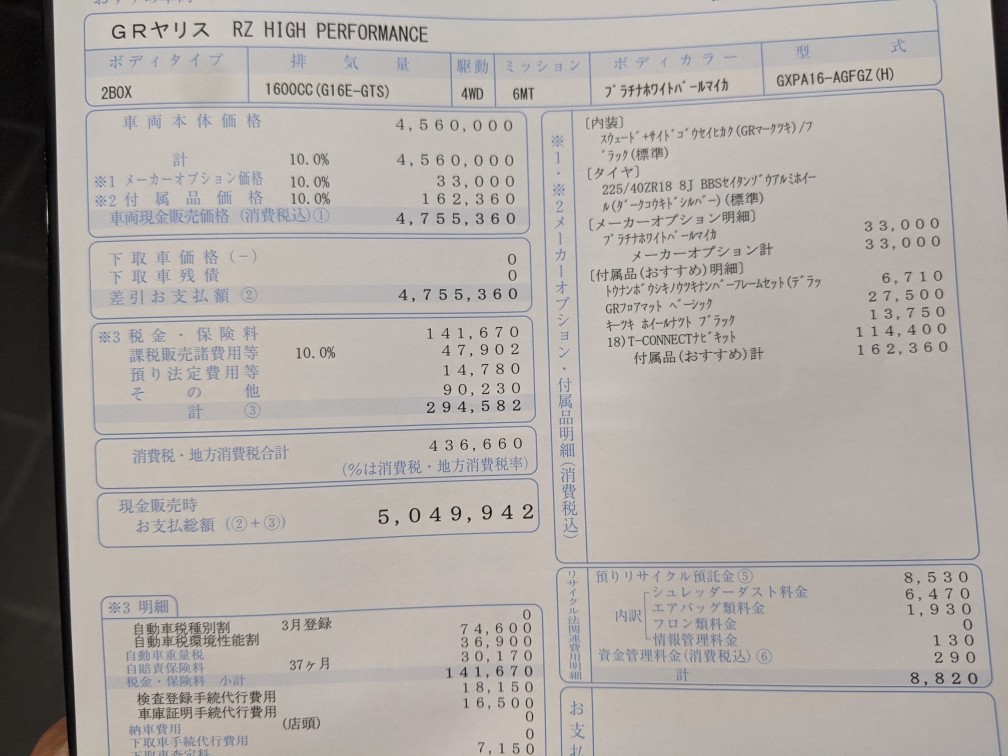 GRヤリス RZ HIGH PERFORMANCE
ボディタイプ 排気量 駆動 ミッション ボディカラー 型式
2BOX 1600CC(G16E-GTS) 4WD 6MT プラチナホワイトパールマイカ GXPA16-AGFGZ(H)
車両本体価格 4,560,000
計 10.0% 4,560,000
※1 メーカーオプション価格 10.0% 33,000
※2 付属品価格 10.0% 162,360
車両現金販売価格(消費税込)① 4,755,360
下取車価格(-) 0
下取車残債 0
差引お支払額 ② 4,755,360
※3 税金・保険料 141,670
課税販売諸費用等 10.0% 47,902
預り法定費用等 14,780
その他 90,230
計 ③ 294,582
消費税・地方消費税合計 436,660
(%は消費税・地方消費税率)
現金販売時
お支払総額 (②+③) 5,049,942
※3 明細
自動車税種別割 3月登録 0
自動車税環境性能割 74,600
自動車重量税 36,900
自賠責保険料 37ヶ月 30,170
税金・保険料 小計 141,670
検査登録手続代行費用 18,150
車庫証明手続代行費用 16,500
納車費用 (店頭) 0
下取車手続代行費用 0
下取車査定料 7,150
※1・※2メーカーオプション・付属品明細(消費税込)
[内装]
スウェード+サイドゴウセイヒカク(GRマークツキ)/ブ
ラック(標準)
[タイヤ]
225/40ZR18 8J BBSセイタンゾウアルミホイー
ル(ダークコウキドシルバー)(標準)
[メーカーオプション明細]
プラチナホワイトパールマイカ 33,000
メーカーオプション計 33,000
[付属品(おすすめ)明細]
トウナンボウシキノウツキナンバーフレームセット(デラッ 6,710
GRフロアマット ベーシック 27,500
キーツキ ホイールナット ブラック 13,750
18)T-CONNECTナビキット 114,400
付属品(おすすめ)計 162,360
リサイクル法関連費用明細
預りリサイクル預託金⑤ 8,530
内訳 シュレッダーダスト料金 6,470
エアバッグ類料金 1,930
フロン類料金 0
情報管理料金 130
資金管理料金(消費税込)⑥ 290
計 8,820
お支払